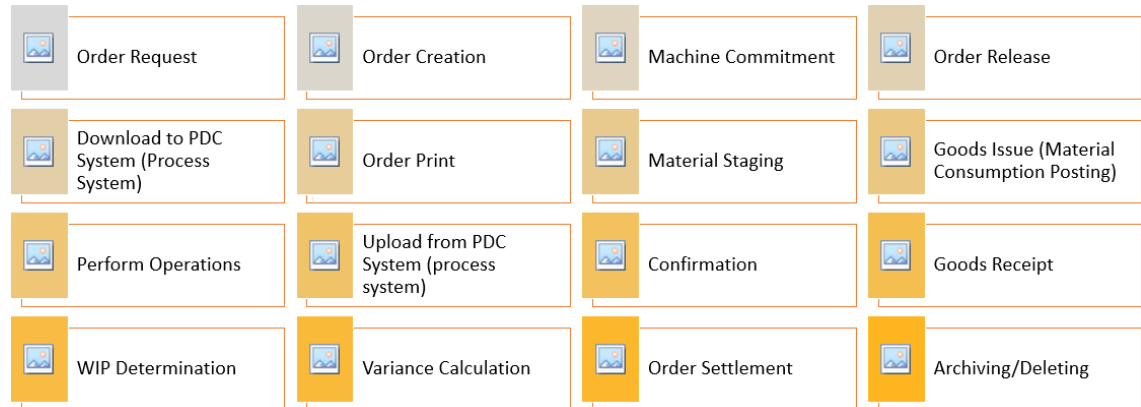 Order Request
Order Creation
Machine Commitment
Order Release
Download to PDC
System (Process
System)
Order Print
Material Staging
Goods Issue (Material
Consumption Posting)
Perform Operations
Upload from PDC
System (process
system)
Confirmation
Goods Receipt
WIP Determination
Variance Calculation
Order Settlement
Archiving/Deleting